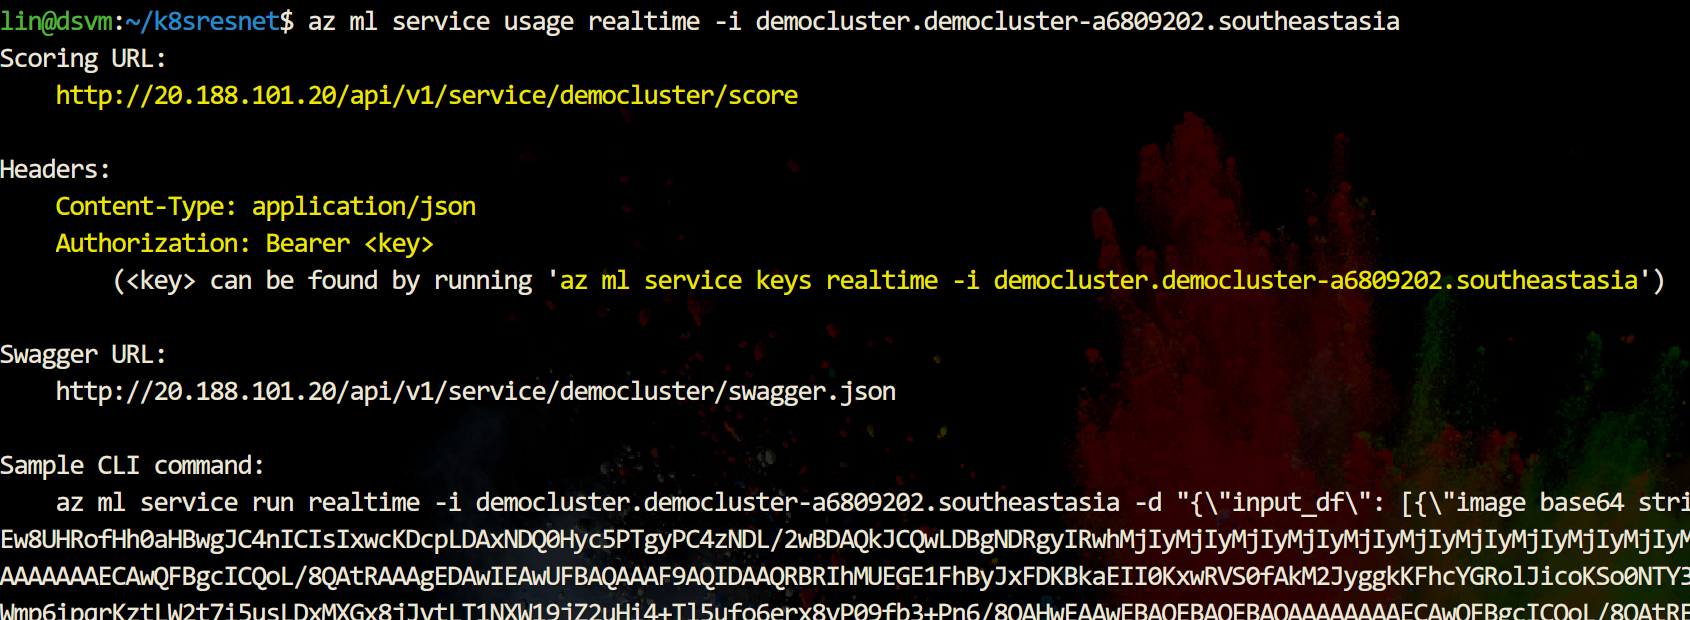 lin@dsvm:~/k8sresnet$ az ml service usage realtime -i democluster.democluster-a6809202.southeastasia
Scoring URL:
http://20.188.101.20/api/v1/service/democluster/score
Headers:
Content-Type: application/json
Authorization: Bearer <key>
(<key> can be found by running 'az ml service keys realtime -i democluster.democluster-a6809202.southeastasia')
Swagger URL:
http://20.188.101.20/api/v1/service/democluster/swagger.json
Sample CLI command:
az ml service run realtime -i democluster.democluster-a6809202.southeastasia -d "{\"input_df\": [{\"image base64 stri
Ew8UHRofHh0aHBwgJC4nICIsIxwcKDcpLDAxNDQ0Hyc5PTgyPC4zNDL/2wBDAQkJCQwLDBgNDRgyIRwhMjIyMjIyMjIyMjIyMjIyMjIyMjIyMjIyMjIyM
AAAAAAAECAwQFBgcICQoL/8QAtRAAAgEDAwIEAwUFBAQAAAF9AQIDAAQRBRIhMUEGE1FhByJxFDKBkaEII0KxwRVS0fAkM2JyggkKFhcYGRolJicoKSo0NTY3